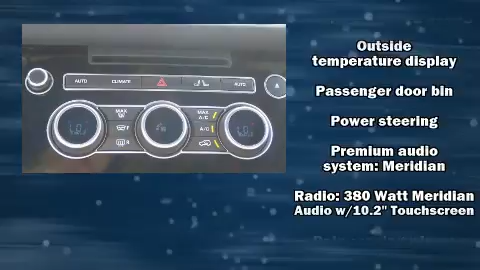 AUTO CLIMATE AUTO
MAX
MAX A/C
A/C
R
Outside
temperature display
Passenger door bin
Power steering
Premium audio
system: Meridian
Radio: 380 Watt Meridian
Audio w/10.2" Touchscreen